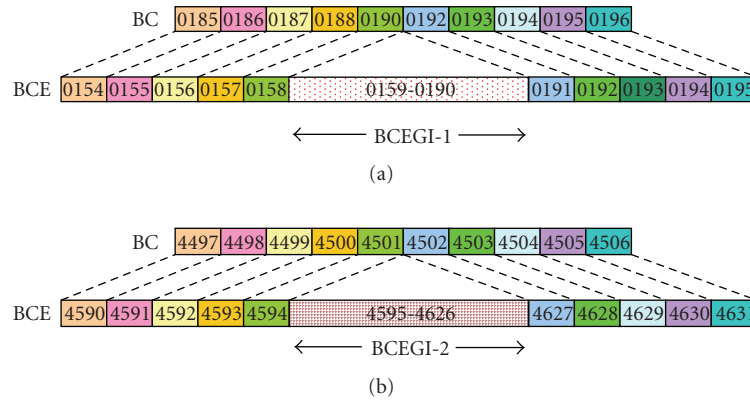 BC 0185 0186 0187 0188 0190 0192 0193 0194 0195 0196
BCE 0154 0155 0156 0157 0158 0159-0190 0191 0192 0193 0194 0195
BCEGI-1
(a)
BC 4497 4498 4499 4500 4501 4502 4503 4504 4505 4506
BCE 4590 4591 4592 4593 4594 4595-4626 4627 4628 4629 4630 4631
BCEGI-2
(b)